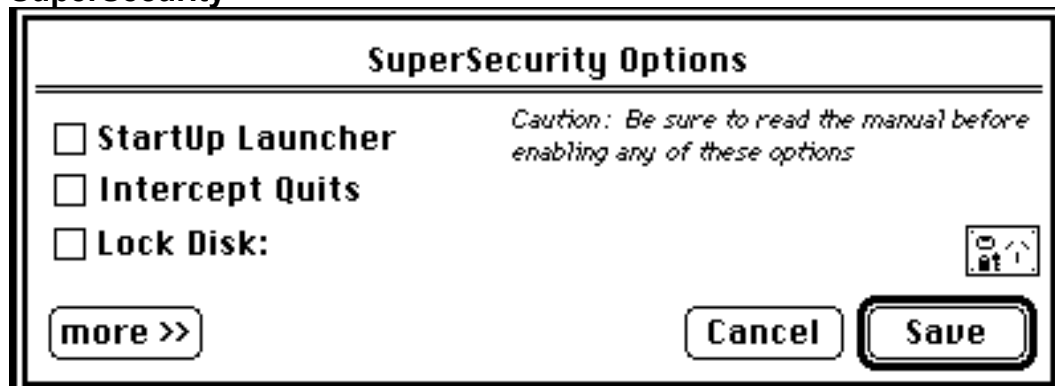 SuperSecurity
SuperSecurity Options
StartUp Launcher
Caution: Be sure to read the manual before
enabling any of these options
Intercept Quits
Lock Disk:
more >>
Cancel
Save